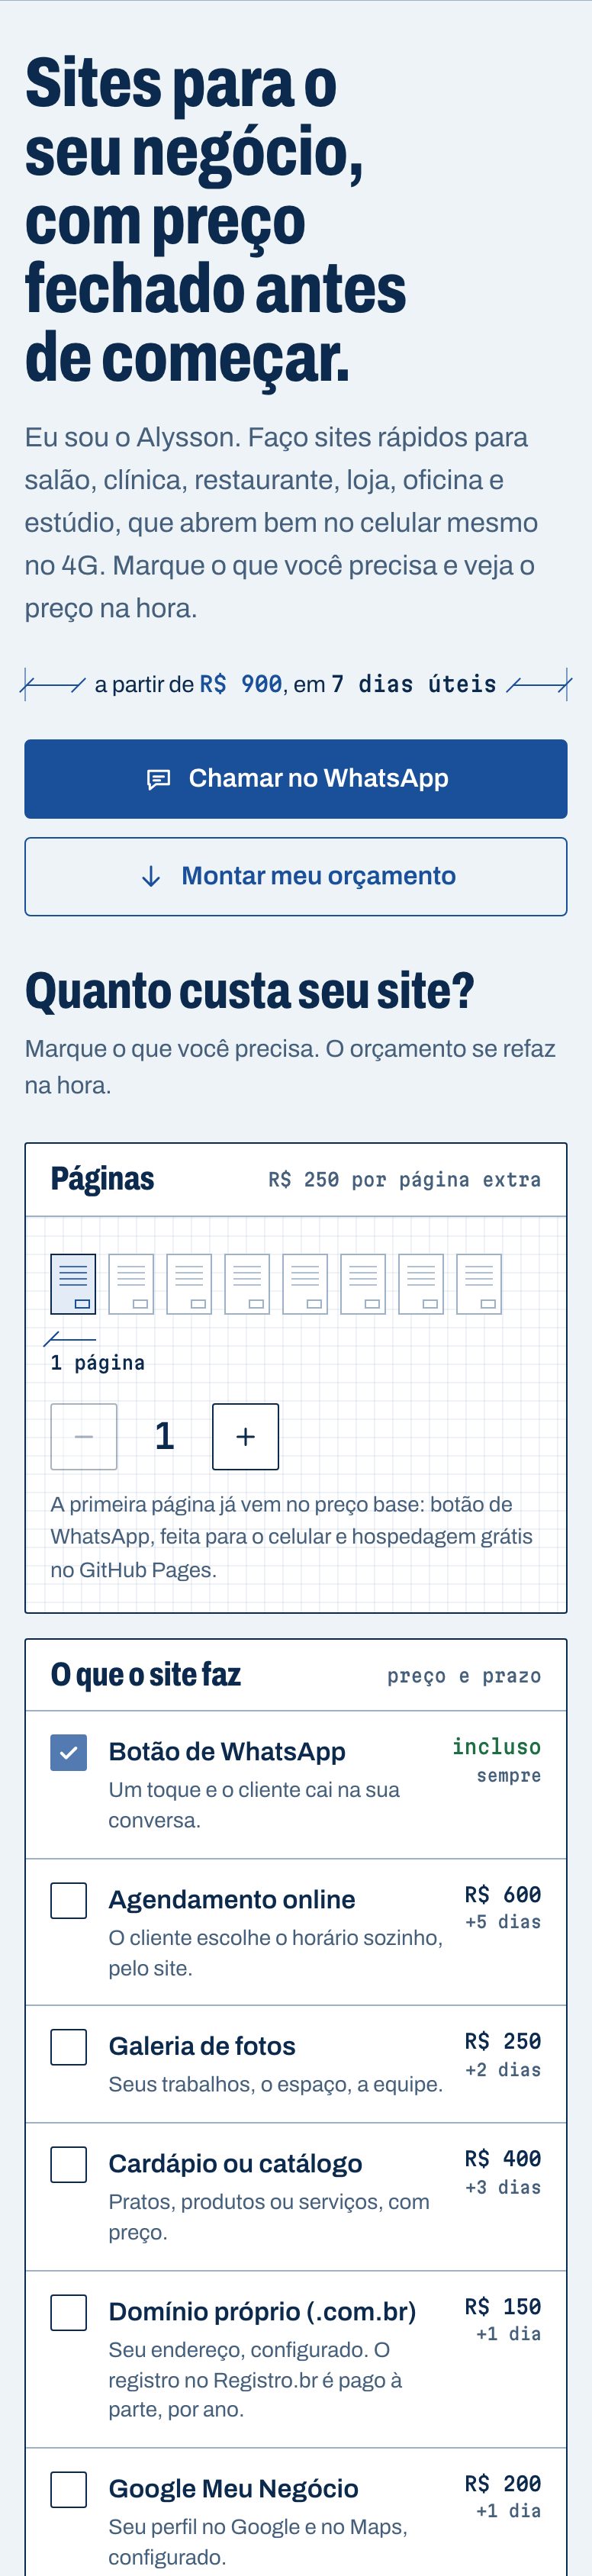 Sites para o
seu negócio,
com preço
fechado antes
de começar.
Eu sou o Alysson. Faço sites rápidos para
salão, clínica, restaurante, loja, oficina e
estúdio, que abrem bem no celular mesmo
no 4G. Marque o que você precisa e veja o
preço na hora.
a partir de R$ 900, em 7 dias úteis
Chamar no WhatsApp
Montar meu orçamento
Quanto custa seu site?
Marque o que você precisa. O orçamento se refaz
na hora.
Páginas R$ 250 por página extra
1 página
− 1 +
A primeira página já vem no preço base: botão de
WhatsApp, feita para o celular e hospedagem grátis
no GitHub Pages.
O que o site faz preço e prazo
Botão de WhatsApp incluso
Um toque e o cliente cai na sua sempre
conversa.
Agendamento online R$ 600
O cliente escolhe o horário sozinho, +5 dias
pelo site.
Galeria de fotos R$ 250
Seus trabalhos, o espaço, a equipe. +2 dias
Cardápio ou catálogo R$ 400
Pratos, produtos ou serviços, com +3 dias
preço.
Domínio próprio (.com.br) R$ 150
Seu endereço, configurado. O +1 dia
registro no Registro.br é pago à
parte, por ano.
Google Meu Negócio R$ 200
Seu perfil no Google e no Maps, +1 dia
configurado.